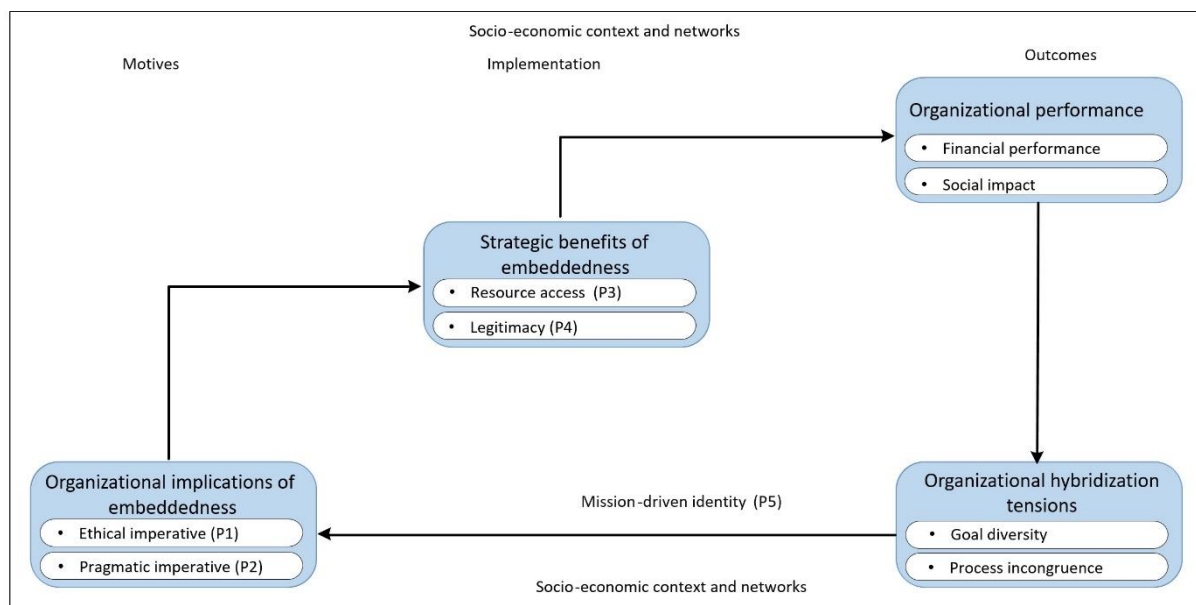 Socio-economic context and networks
Motives
Implementation
Outcomes
Organizational performance
• Financial performance
• Social impact
Strategic benefits of
embeddedness
• Resource access (P3)
• Legitimacy (P4)
Organizational implications of
embeddedness
• Ethical imperative (P1)
• Pragmatic imperative (P2)
Mission-driven identity (P5)
Organizational hybridization
tensions
• Goal diversity
• Process incongruence
Socio-economic context and networks